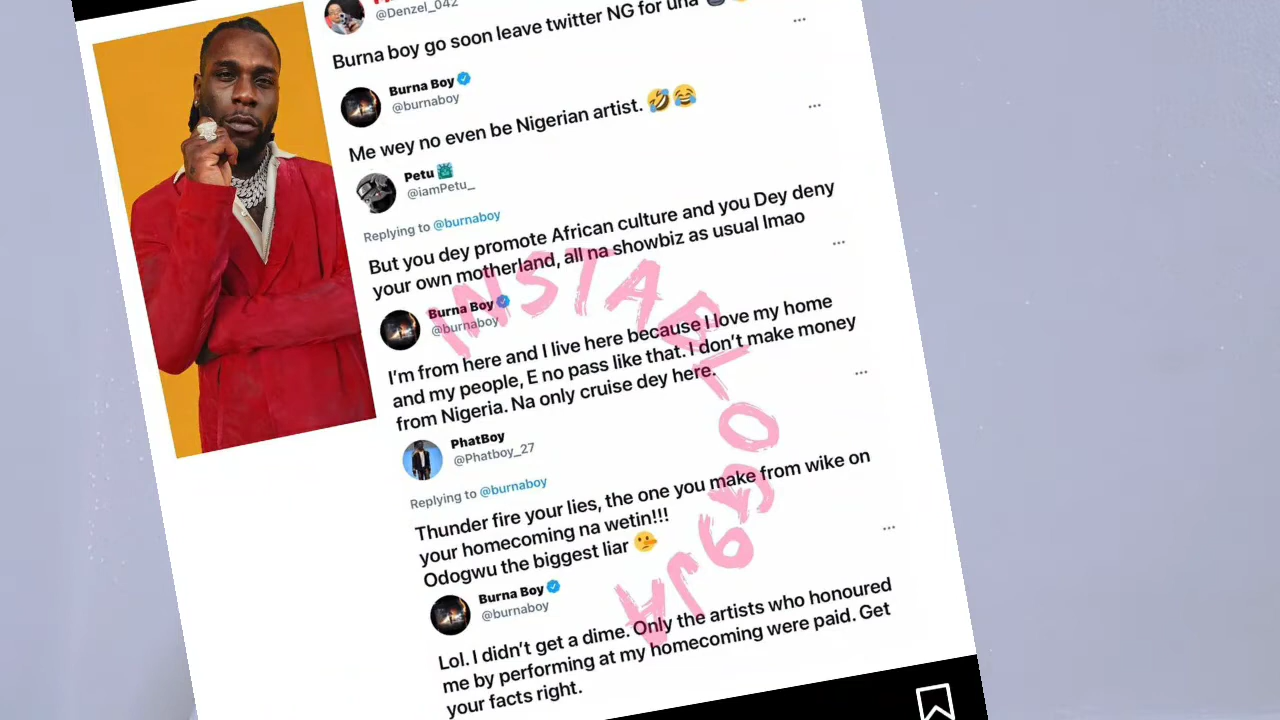 @Denzel_042
Burna boy go soon leave twitter NG for una
Burna Boy
@burnaboy
Me wey no even be Nigerian artist. 🤣😂
Petu
@iamPetu_
Replying to @burnaboy
But you dey promote African culture and you Dey deny
your own motherland, all na showbiz as usual lmao
Burna Boy
@burnaboy
I'm from here and I live here because I love my home
and my people, E no pass like that. I don't make money
from Nigeria. Na only cruise dey here.
PhatBoy
@Phatboy_27
Replying to @burnaboy
Thunder fire your lies, the one you make from wike on
your homecoming na wetin!!!
Odogwu the biggest liar 🤥
Burna Boy
@burnaboy
Lol. I didn't get a dime. Only the artists who honoured
me by performing at my homecoming were paid. Get
your facts right.
INSTABLOG9JA